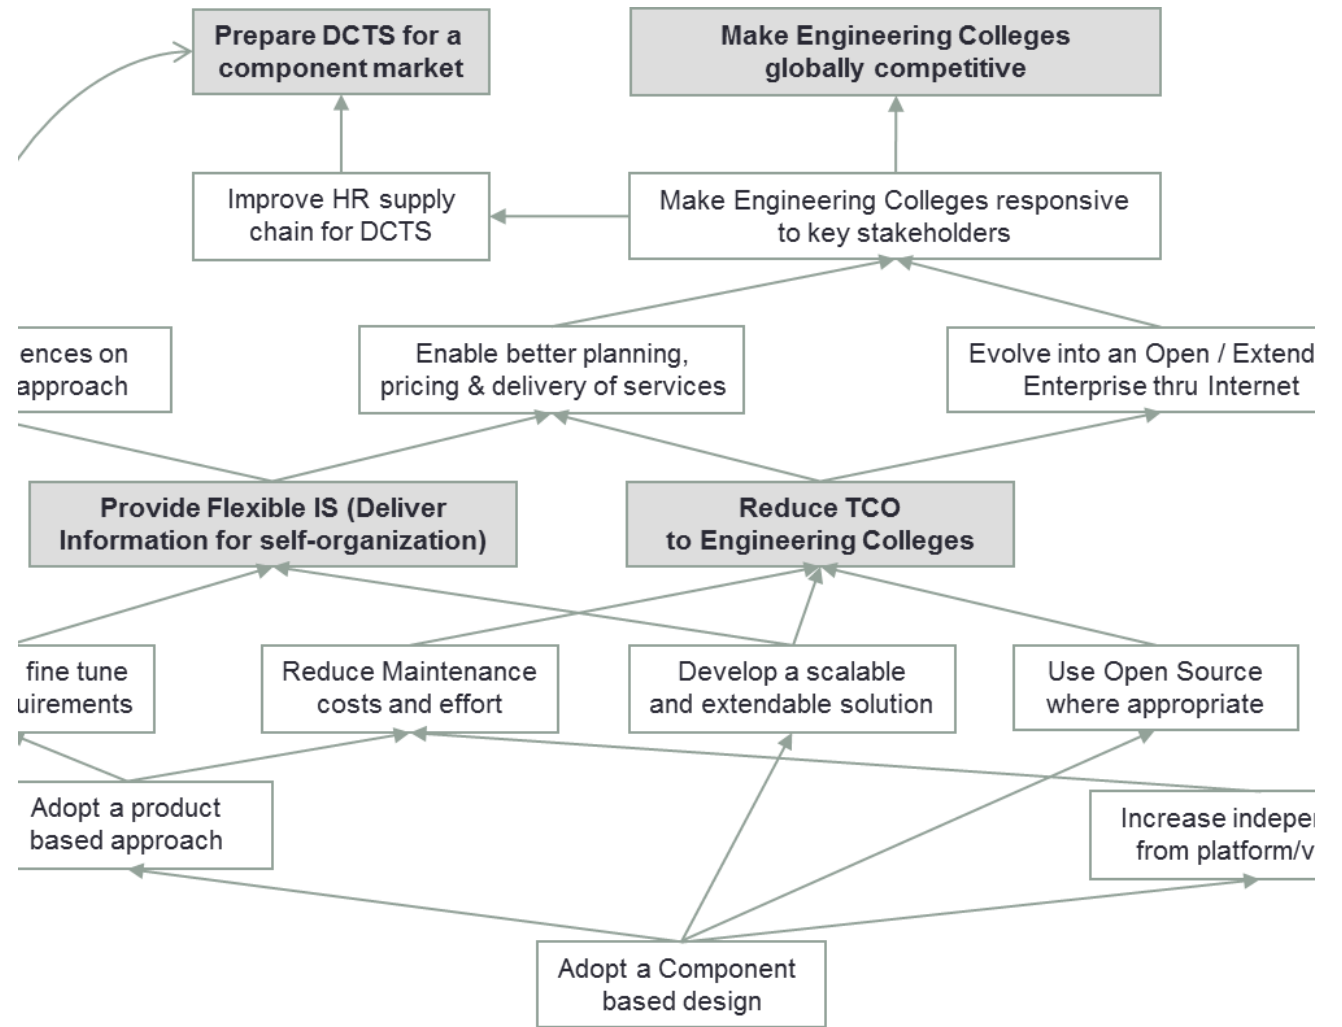 Prepare DCTS for a
component market
Make Engineering Colleges
globally competitive
Improve HR supply
chain for DCTS
Make Engineering Colleges responsive
to key stakeholders
ences on
approach
Enable better planning,
pricing & delivery of services
Evolve into an Open / Extend
Enterprise thru Internet
Provide Flexible IS (Deliver
Information for self-organization)
Reduce TCO
to Engineering Colleges
fine tune
uirements
Reduce Maintenance
costs and effort
Develop a scalable
and extendable solution
Use Open Source
where appropriate
Adopt a product
based approach
Increase indepe
from platform/v
Adopt a Component
based design